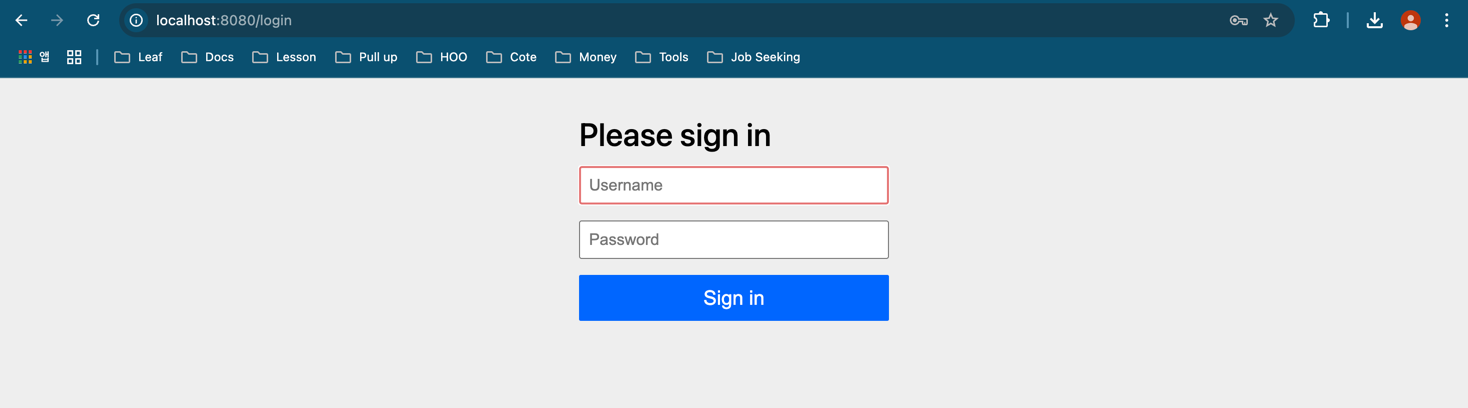 localhost:8080/login
앱 Leaf Docs Lesson Pull up HOO Cote Money Tools Job Seeking
Please sign in
Username
Password
Sign in